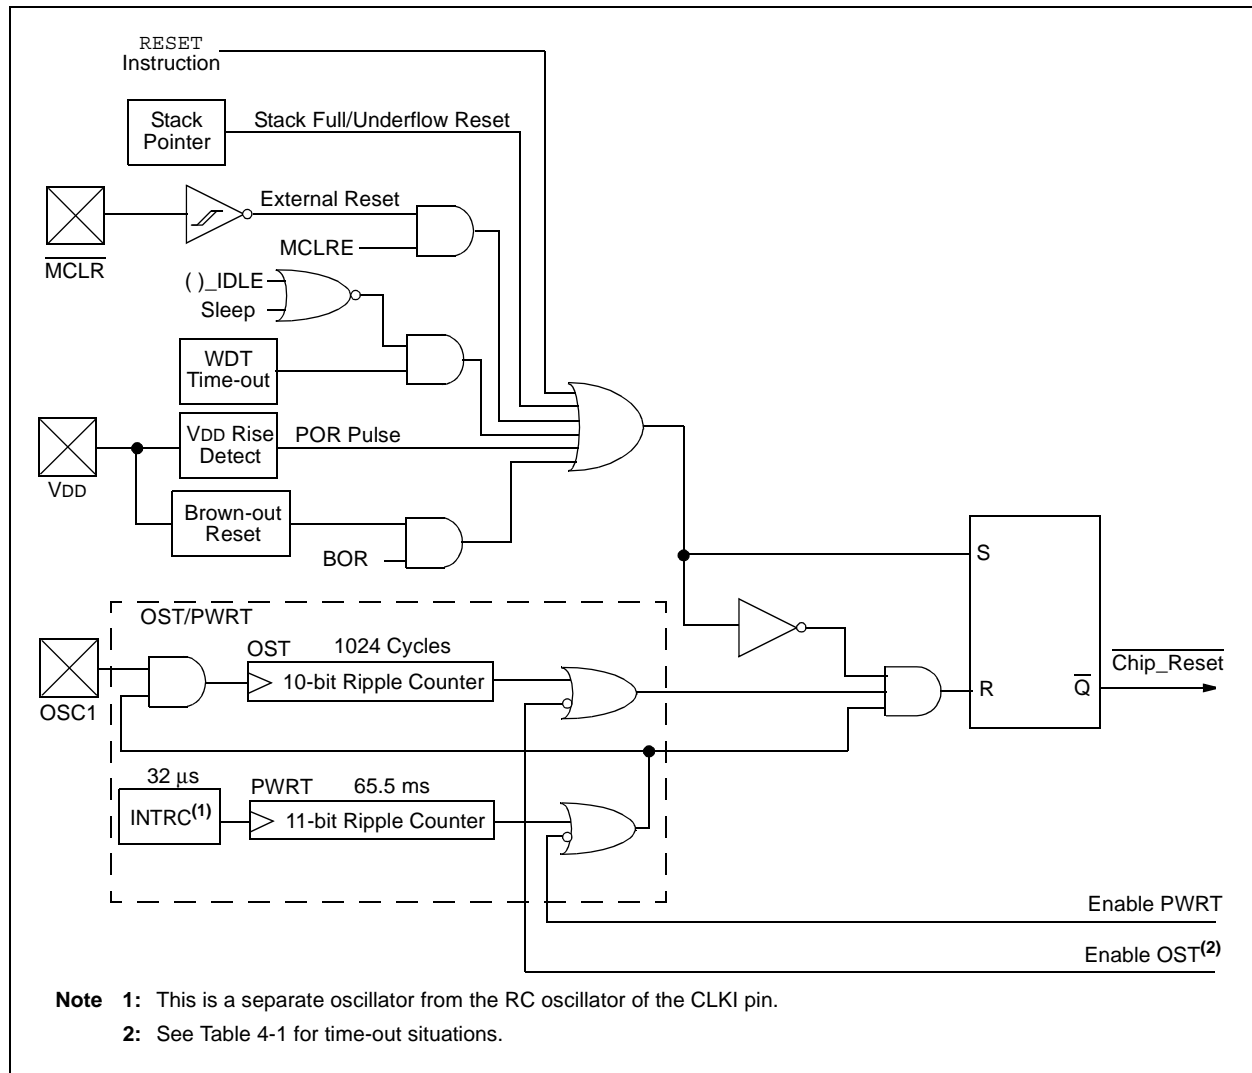 RESET
Instruction
Stack
Pointer
Stack Full/Underflow Reset
External Reset
MCLR
MCLRE
( )_IDLE
Sleep
WDT
Time-out
VDD Rise
Detect
POR Pulse
VDD
Brown-out
Reset
BOR
S
OST/PWRT
OST
1024 Cycles
10-bit Ripple Counter
OSC1
R
Q
Chip_Reset
32 μs
INTRC(1)
PWRT
65.5 ms
11-bit Ripple Counter
Enable PWRT
Enable OST(2)
Note 1: This is a separate oscillator from the RC oscillator of the CLKI pin.
2: See Table 4-1 for time-out situations.